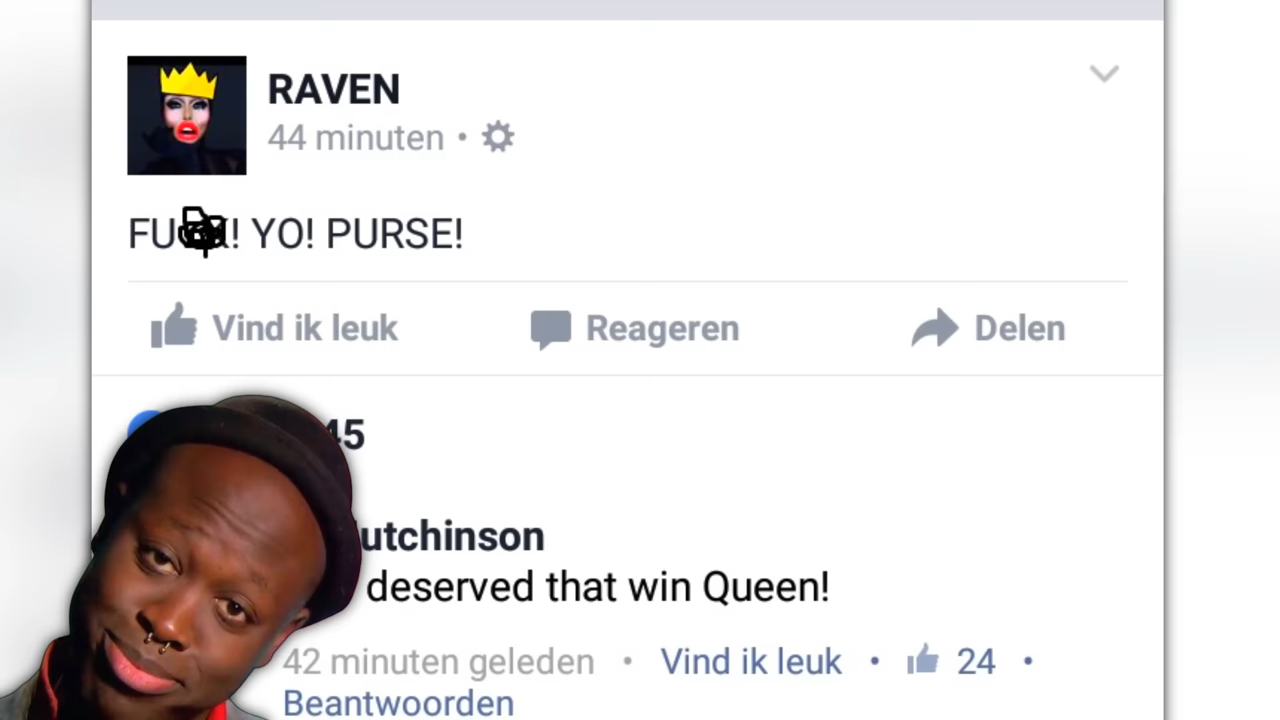 RAVEN
44 minuten •
FU K! YO! PURSE!
Vind ik leuk
Reageren
Delen
45
utchinson
deserved that win Queen!
42 minuten geleden • Vind ik leuk • 24 •
Beantwoorden